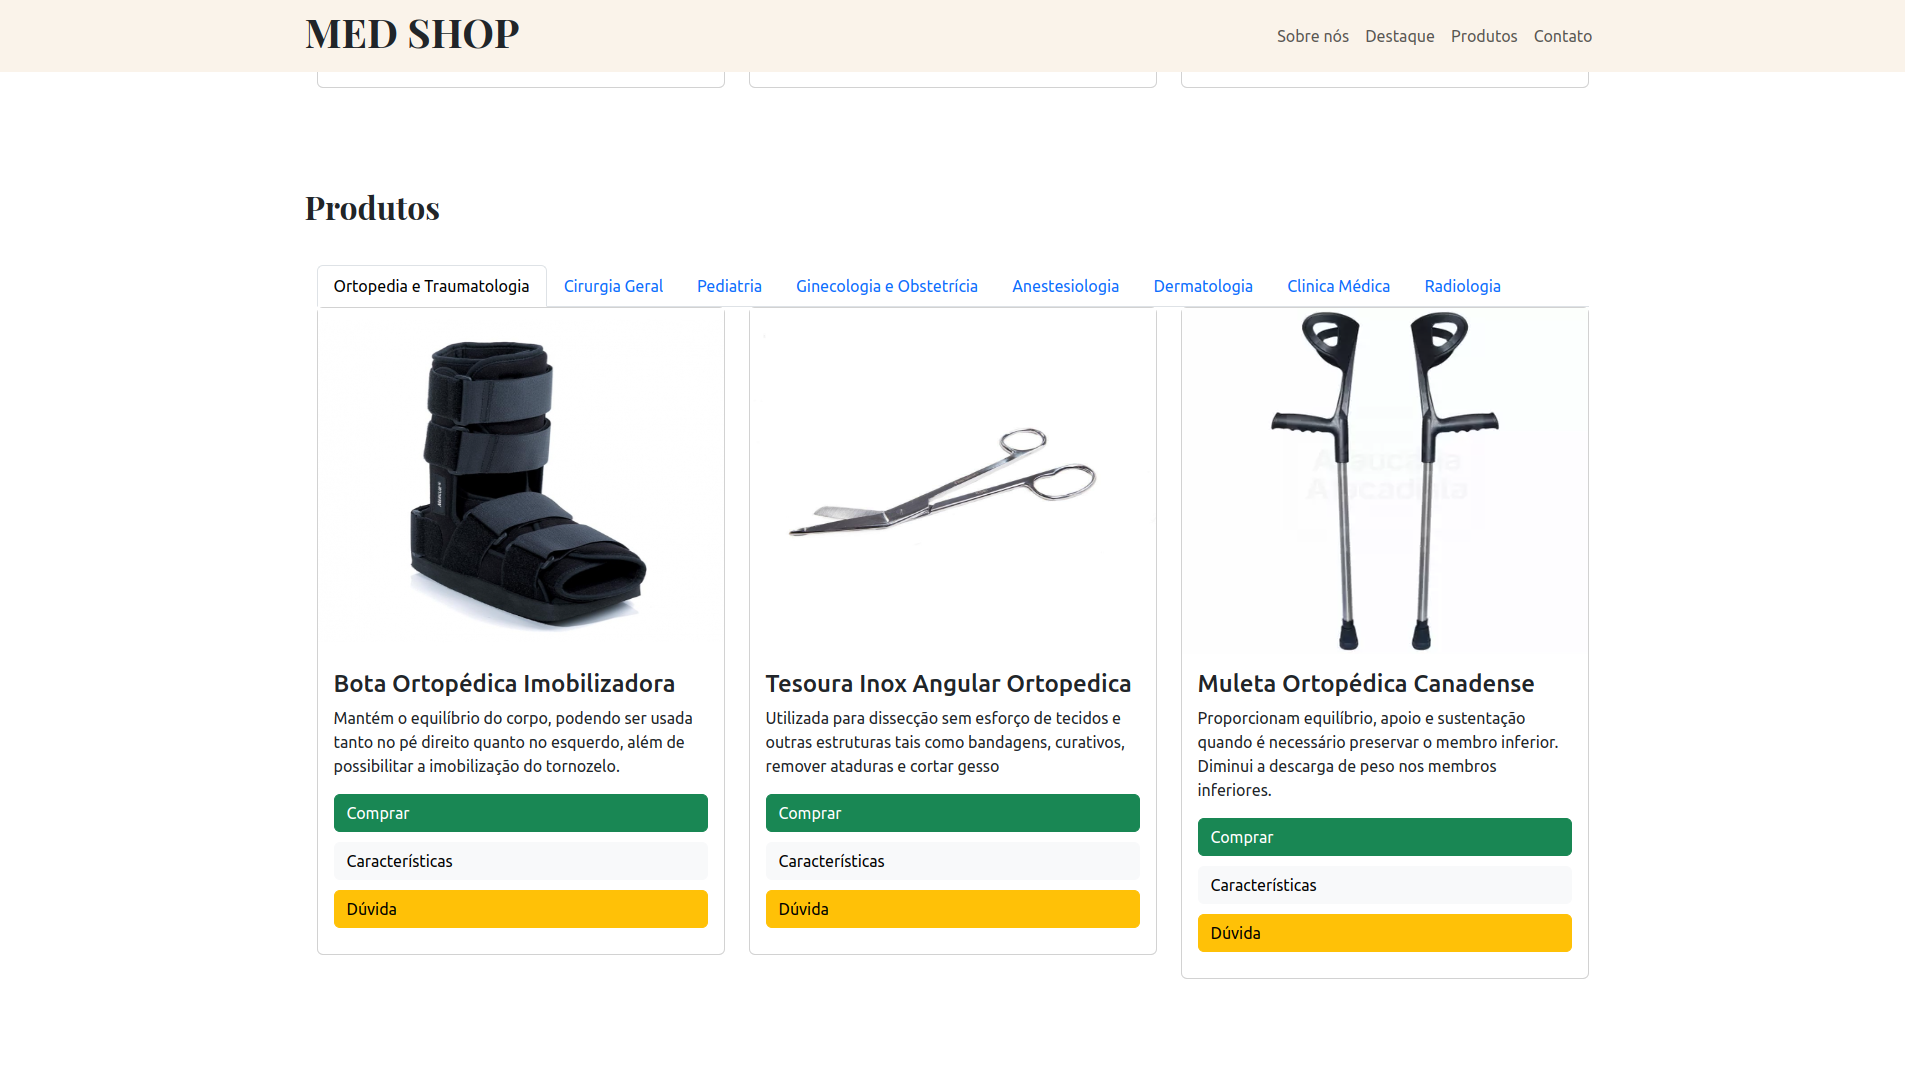 MED SHOP
Sobre nós Destaque Produtos Contato
Produtos
Ortopedia e Traumatologia Cirurgia Geral Pediatria Ginecologia e Obstetrícia Anestesiologia Dermatologia Clinica Médica Radiologia
Bota Ortopédica Imobilizadora
Mantém o equilíbrio do corpo, podendo ser usada
tanto no pé direito quanto no esquerdo, além de
possibilitar a imobilização do tornozelo.
Comprar
Características
Dúvida
Tesoura Inox Angular Ortopedica
Utilizada para dissecção sem esforço de tecidos e
outras estruturas tais como bandagens, curativos,
remover ataduras e cortar gesso
Comprar
Características
Dúvida
Muleta Ortopédica Canadense
Proporcionam equilíbrio, apoio e sustentação
quando é necessário preservar o membro inferior.
Diminui a descarga de peso nos membros
inferiores.
Comprar
Características
Dúvida